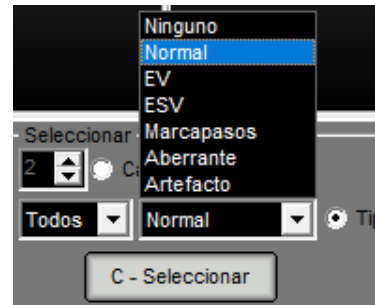 Ninguno
Normal
EV
ESV
Marcapasos
Aberrante
Artefacto
Seleccionar
2
Todos
Normal
C - Seleccionar